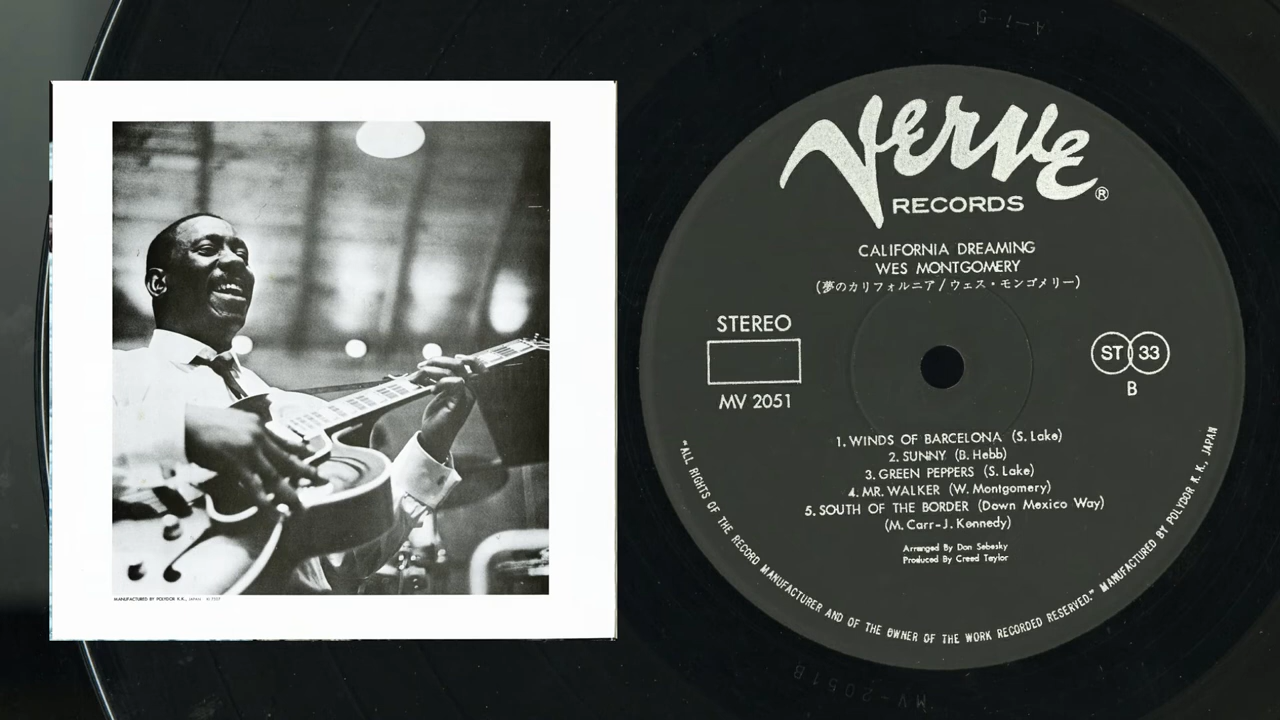 MANUFACTURED BY POLYDOR K.K., JAPAN
Verve
RECORDS
®
CALIFORNIA DREAMING
WES MONTGOMERY
(夢のカリフォルニア/ウェス・モンゴメリー)
STEREO
MV 2051
ST 33
B
1. WINDS OF BARCELONA (S. Lake)
2. SUNNY (B. Hebb)
3. GREEN PEPPERS (S. Lake)
4. MR. WALKER (W. Montgomery)
5. SOUTH OF THE BORDER (Down Mexico Way)
(M. Carr-J. Kennedy)
Arranged By Don Sebesky
Produced By Creed Taylor
"ALL RIGHTS OF THE RECORD MANUFACTURER AND OF THE OWNER OF THE WORK RECORDED RESERVED." MANUFACTURED BY POLYDOR K. K., JAPAN
MV-2051B